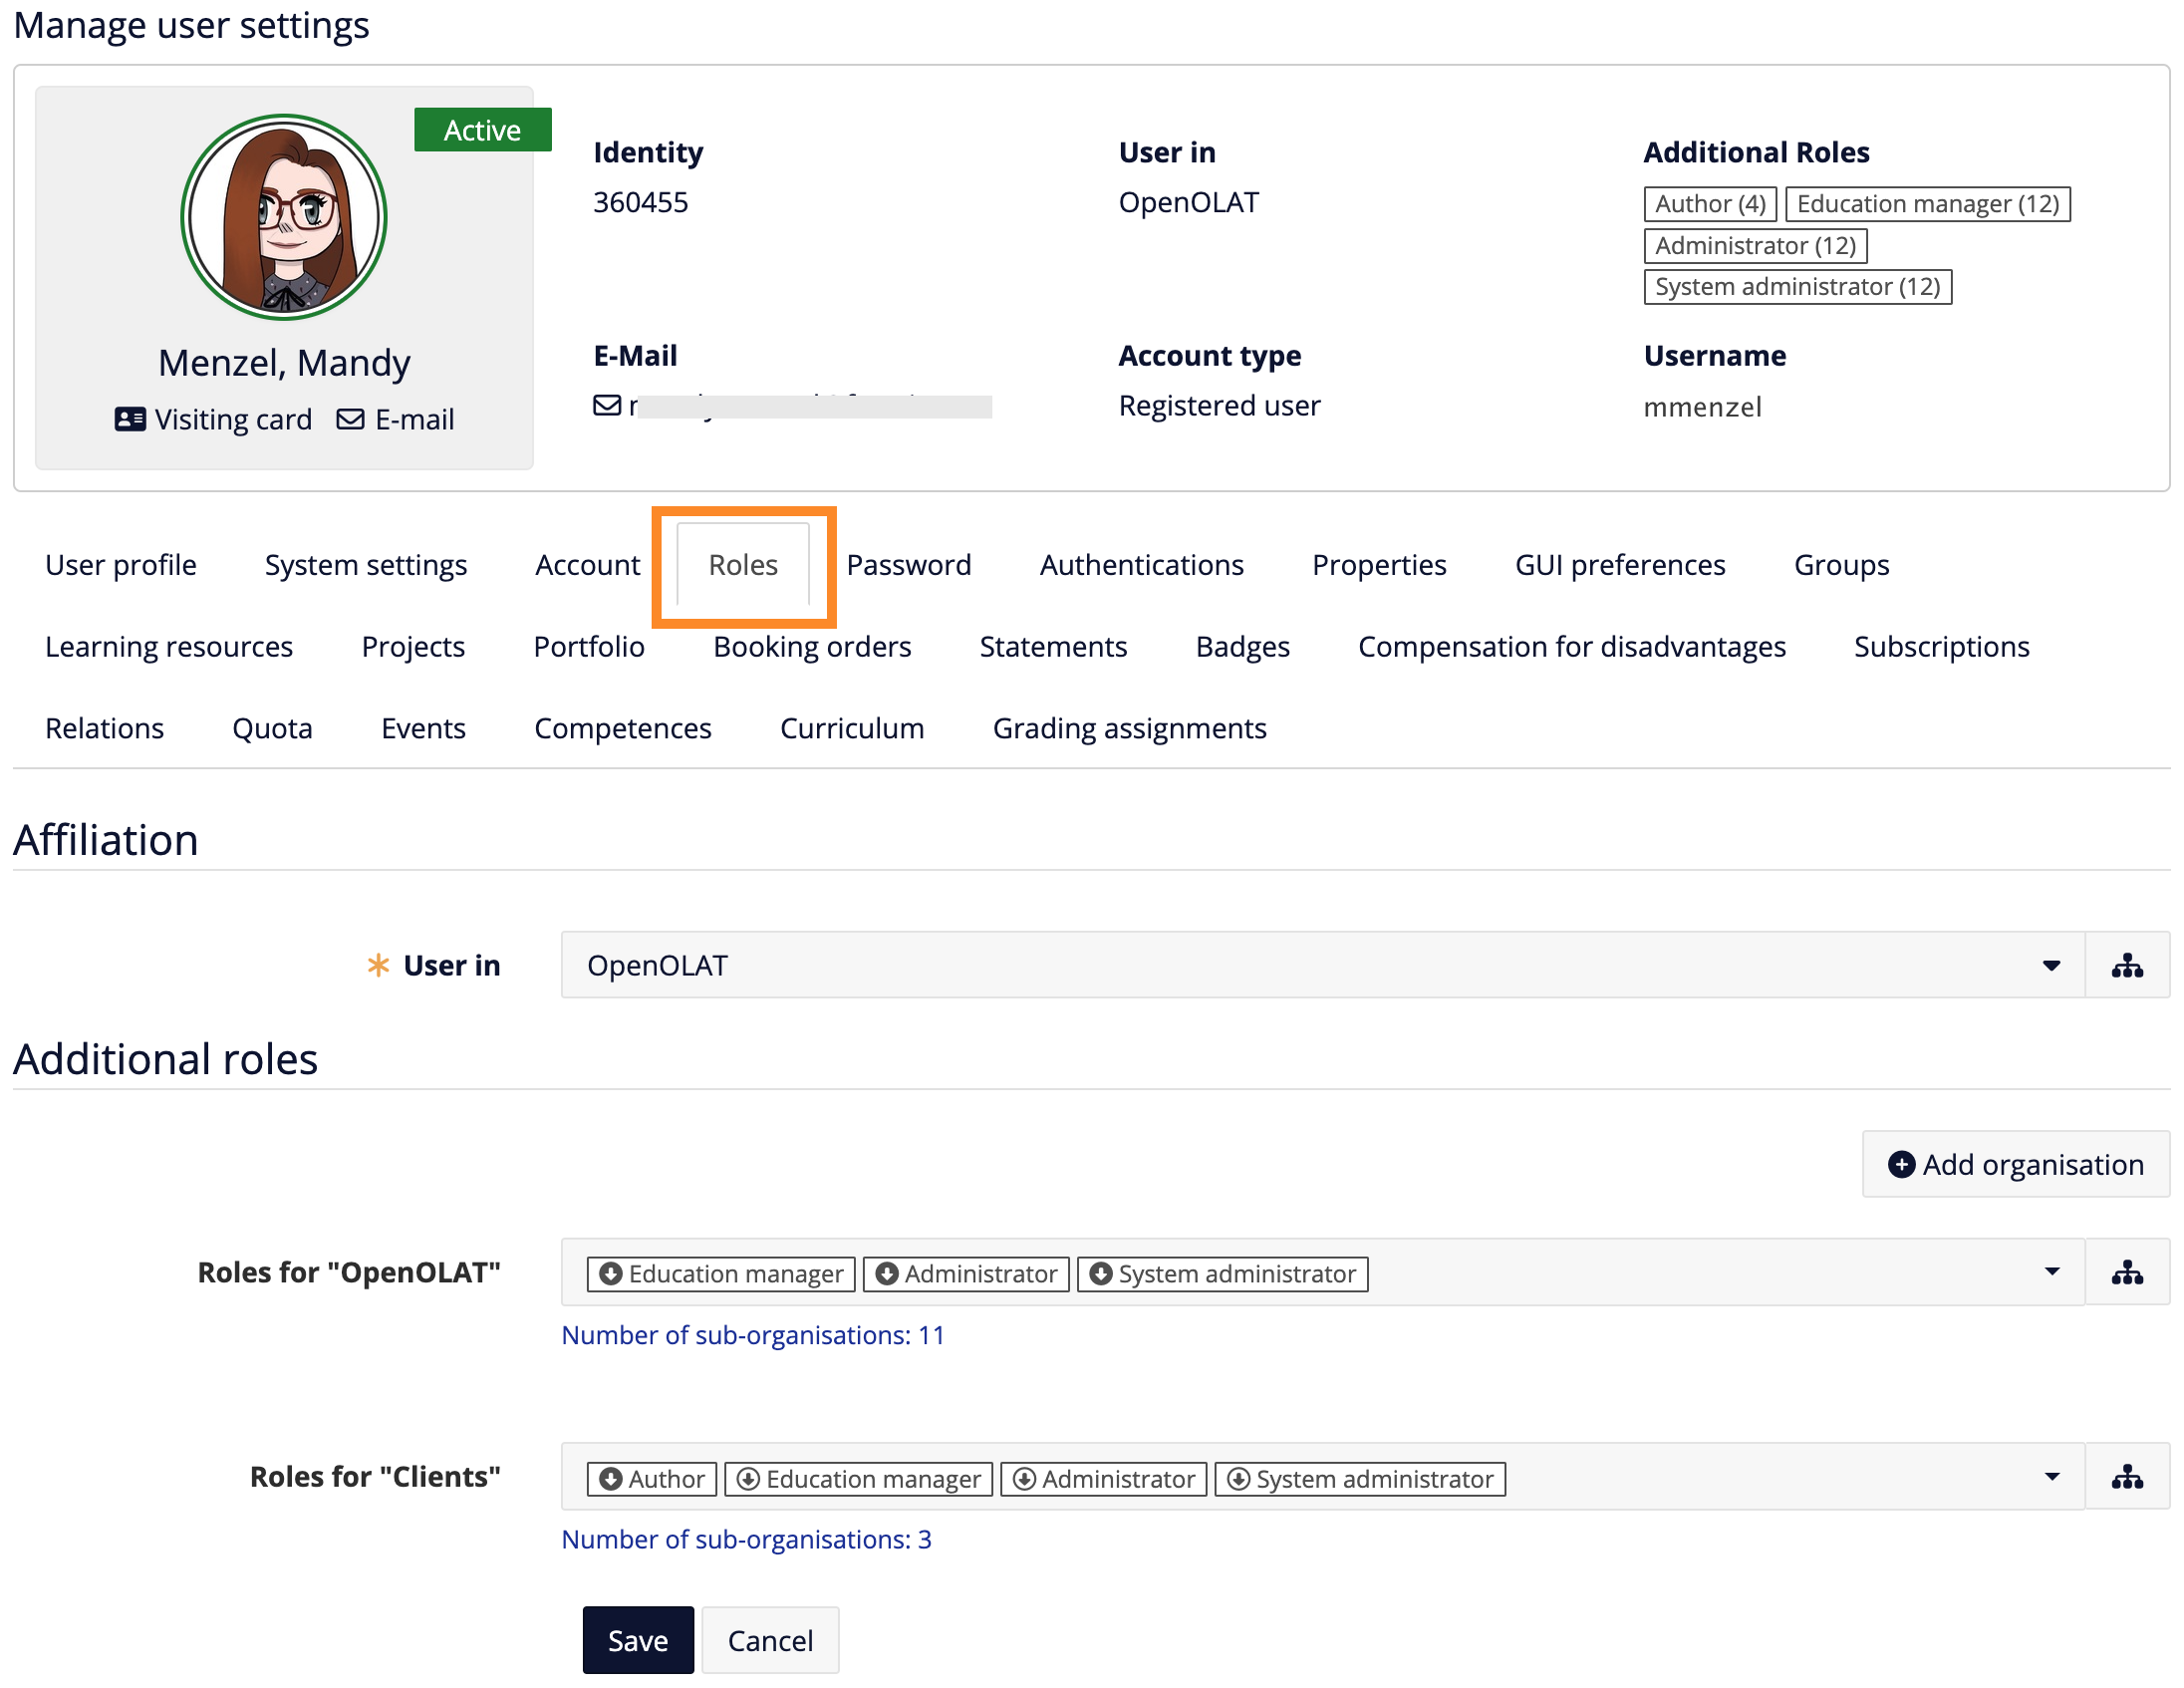 Manage user settings
Active
Menzel, Mandy
Visiting card E-mail
Identity
360455
User in
OpenOLAT
Additional Roles
Author (4) Education manager (12)
Administrator (12)
System administrator (12)
E-Mail
Account type
Registered user
Username
mmenzel
User profile System settings Account Roles Password Authentications Properties GUI preferences Groups
Learning resources Projects Portfolio Booking orders Statements Badges Compensation for disadvantages Subscriptions
Relations Quota Events Competences Curriculum Grading assignments
Affiliation
User in OpenOLAT
Additional roles
Add organisation
Roles for "OpenOLAT" Education manager Administrator System administrator
Number of sub-organisations: 11
Roles for "Clients" Author Education manager Administrator System administrator
Number of sub-organisations: 3
Save Cancel